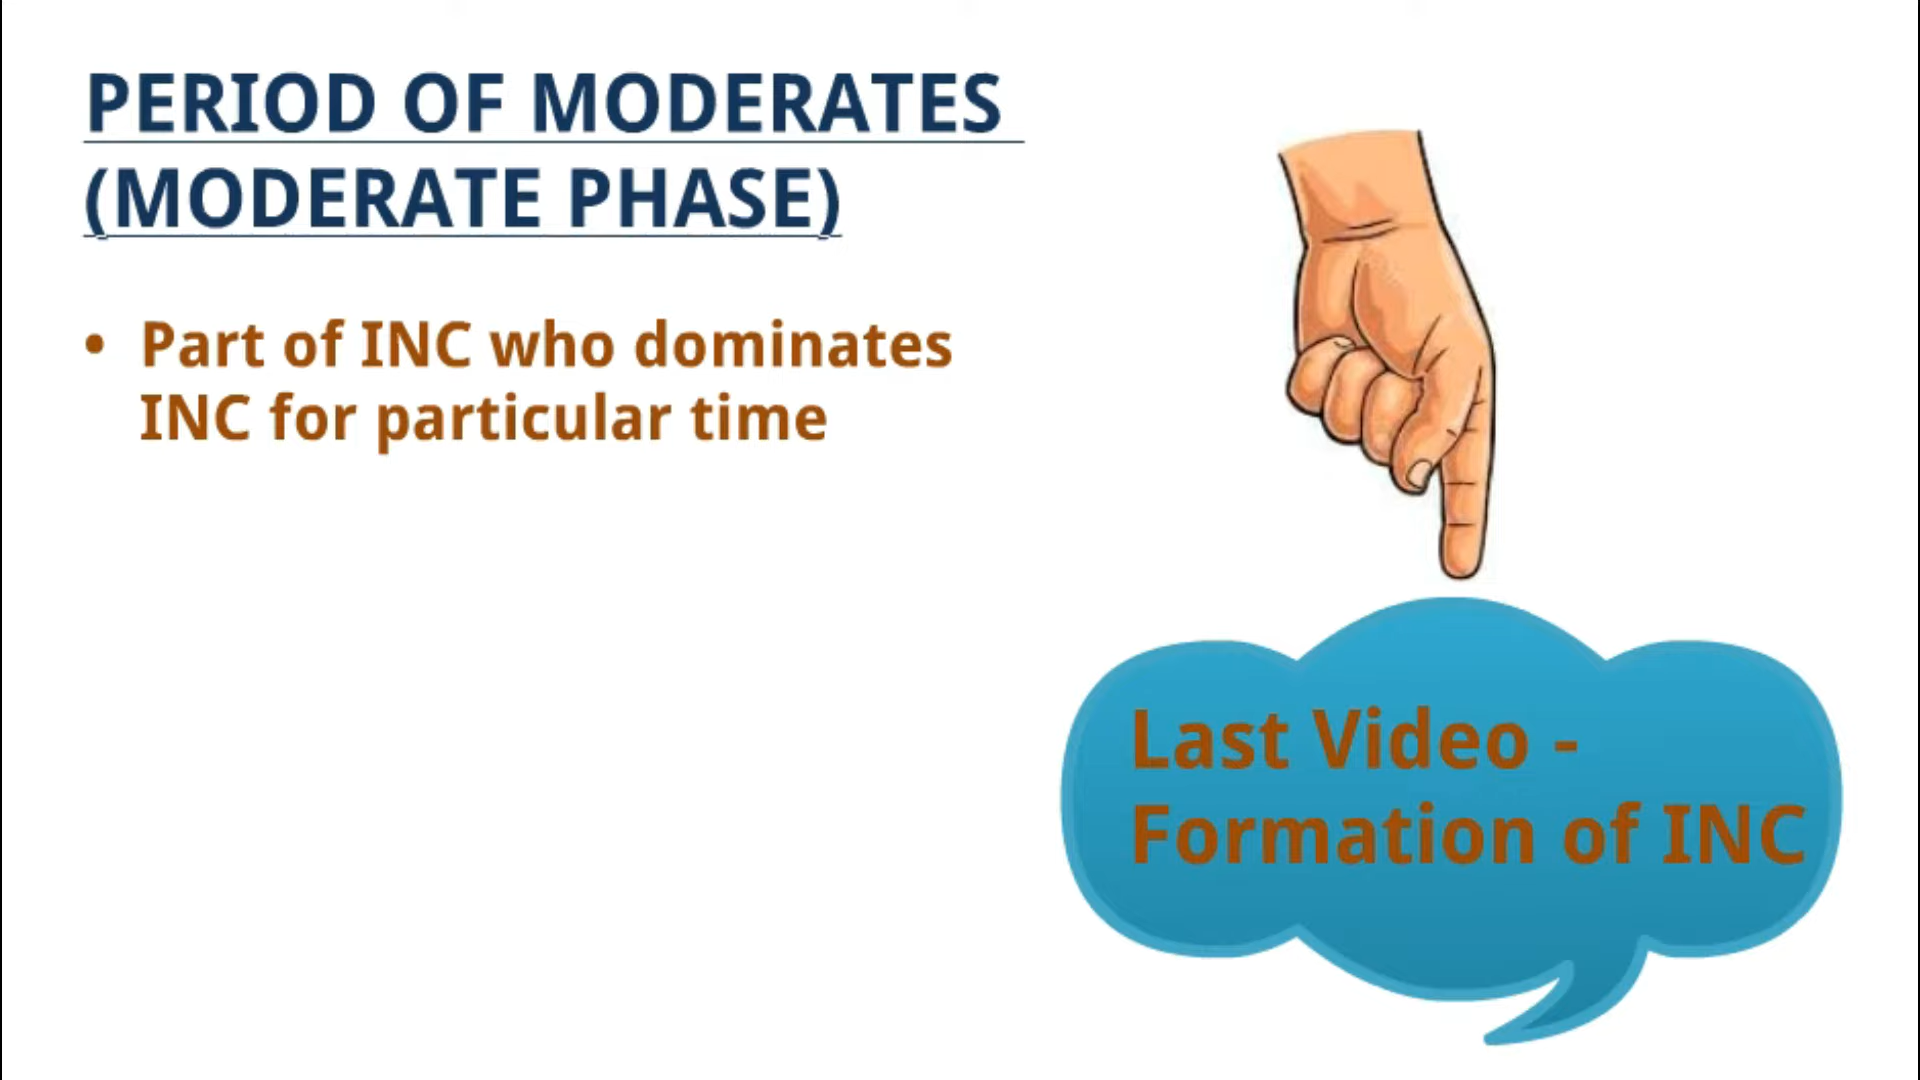 PERIOD OF MODERATES
(MODERATE PHASE)
• Part of INC who dominates
INC for particular time
Last Video -
Formation of INC